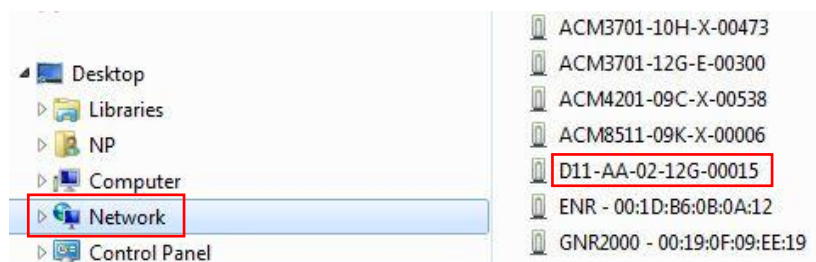 Desktop
Libraries
NP
Computer
Network
Control Panel
ACM3701-10H-X-00473
ACM3701-12G-E-00300
ACM4201-09C-X-00538
ACM8511-09K-X-00006
D11-AA-02-12G-00015
ENR - 00:1D:B6:0B:0A:12
GNR2000 - 00:19:0F:09:EE:19